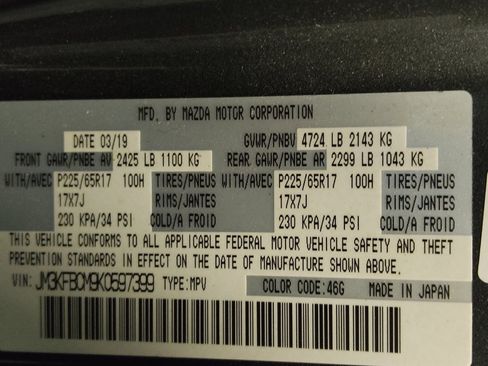 MFD. BY MAZDA MOTOR CORPORATION
DATE 03/19 GVWR/PNBV 4724 LB 2143 KG
FRONT GAWR/PNBE AV 2425 LB 1100 KG REAR GAWR/PNBE AR 2299 LB 1043 KG
WITH/AVEC P225/65R17 100H TIRES/PNEUS P225/65R17 100H TIRES/PNEUS
17X7J RIMS/JANTES 17X7J RIMS/JANTES
230 KPA/34 PSI COLD/A FROID 230 KPA/34 PSI COLD/A FROID
THIS VEHICLE CONFORMS TO ALL APPLICABLE FEDERAL MOTOR VEHICLE SAFETY AND THEFT
PREVENTION STANDARDS IN EFFECT ON THE DATE OF MANUFACTURE SHOWN ABOVE.
VIN: JM3KFBCM9K0597399 TYPE: MPV COLOR CODE: 46G MADE IN JAPAN